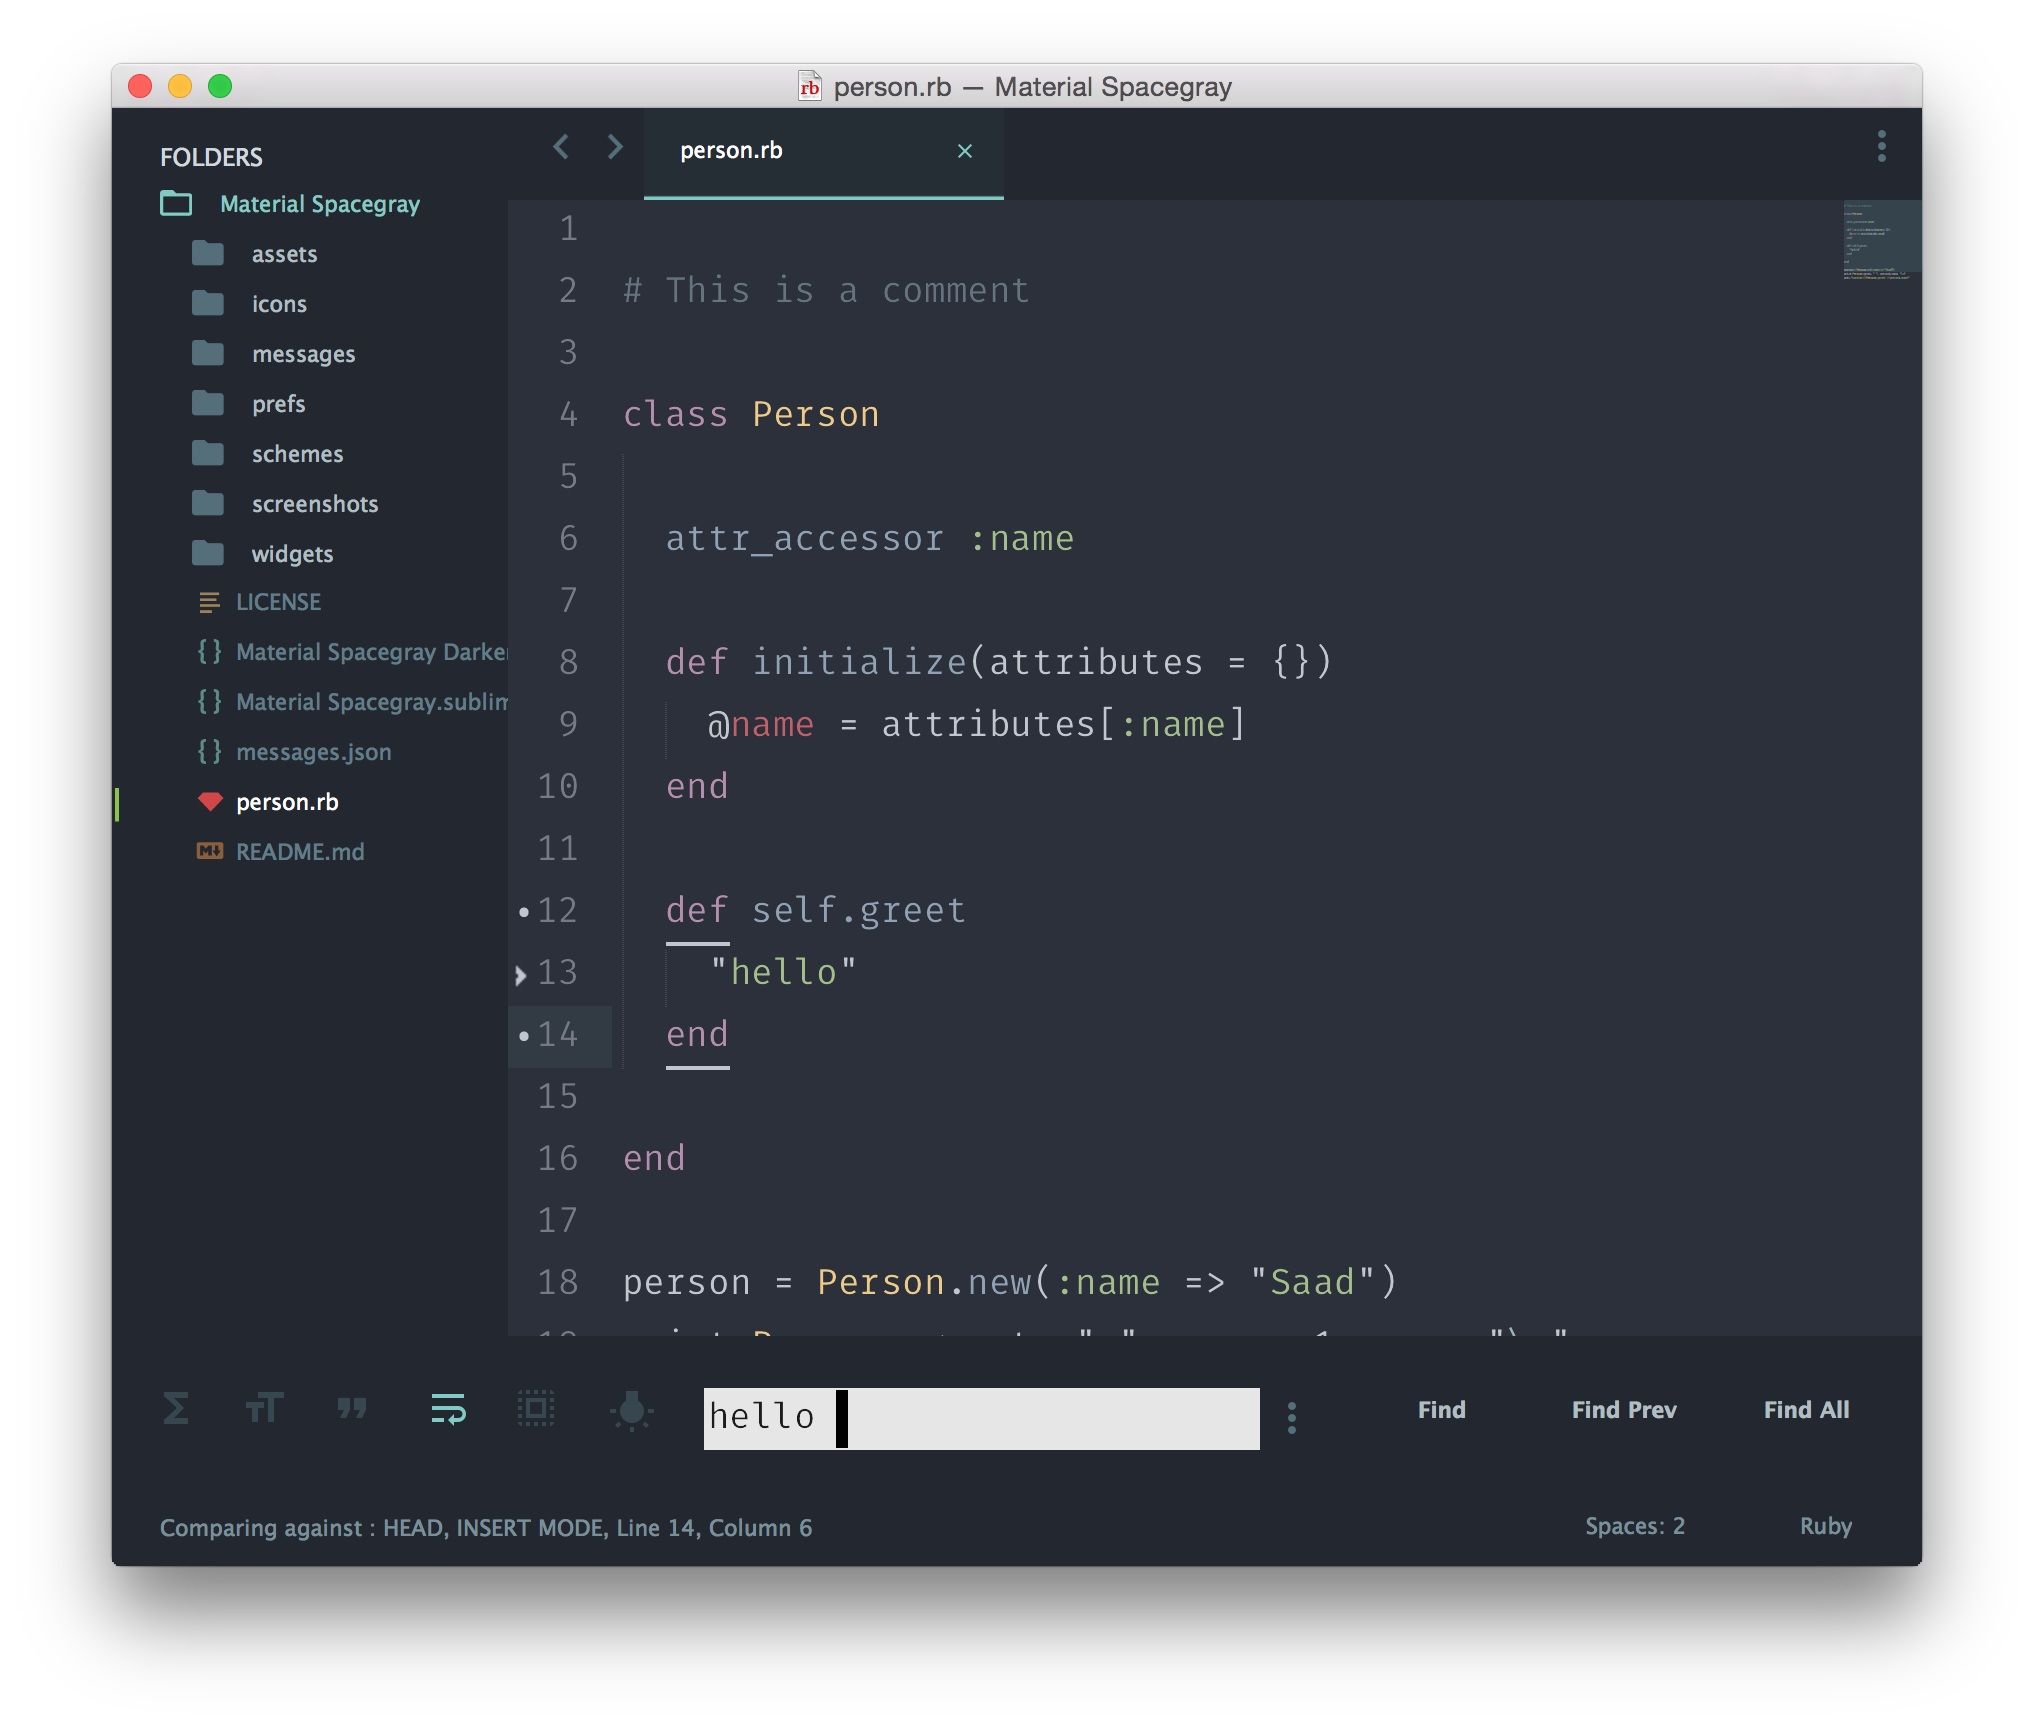 person.rb — Material Spacegray
FOLDERS
Material Spacegray
assets
icons
messages
prefs
schemes
screenshots
widgets
LICENSE
Material Spacegray Darker
Material Spacegray.sublim
messages.json
person.rb
README.md
person.rb ×
1
2 # This is a comment
3
4 class Person
5
6 attr_accessor :name
7
8 def initialize(attributes = {})
9 @name = attributes[:name]
10 end
11
12 def self.greet
13 "hello"
14 end
15
16 end
17
18 person = Person.new(:name => "Saad")
hello
Find
Find Prev
Find All
Comparing against : HEAD, INSERT MODE, Line 14, Column 6
Spaces: 2
Ruby